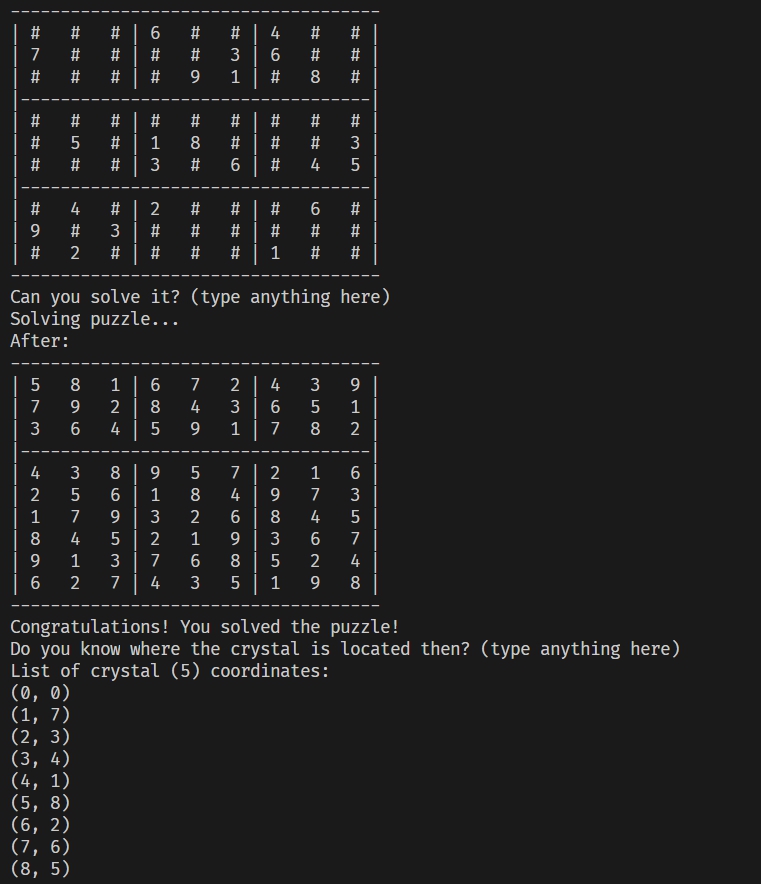 -------------------------------------
| #   #   # | 6   #   # | 4   #   # |
| 7   #   # | #   #   3 | 6   #   # |
| #   #   # | #   9   1 | #   8   # |
|-----------------------------------|
| #   #   # | #   #   # | #   #   # |
| #   5   # | 1   8   # | #   #   3 |
| #   #   # | 3   #   6 | #   4   5 |
|-----------------------------------|
| #   4   # | 2   #   # | #   6   # |
| 9   #   3 | #   #   # | #   #   # |
| #   2   # | #   #   # | 1   #   # |
-------------------------------------
Can you solve it? (type anything here)
Solving puzzle...
After:
-------------------------------------
| 5   8   1 | 6   7   2 | 4   3   9 |
| 7   9   2 | 8   4   3 | 6   5   1 |
| 3   6   4 | 5   9   1 | 7   8   2 |
|-----------------------------------|
| 4   3   8 | 9   5   7 | 2   1   6 |
| 2   5   6 | 1   8   4 | 9   7   3 |
| 1   7   9 | 3   2   6 | 8   4   5 |
| 8   4   5 | 2   1   9 | 3   6   7 |
| 9   1   3 | 7   6   8 | 5   2   4 |
| 6   2   7 | 4   3   5 | 1   9   8 |
-------------------------------------
Congratulations! You solved the puzzle!
Do you know where the crystal is located then? (type anything here)
List of crystal (5) coordinates:
(0, 0)
(1, 7)
(2, 3)
(3, 4)
(4, 1)
(5, 8)
(6, 2)
(7, 6)
(8, 5)